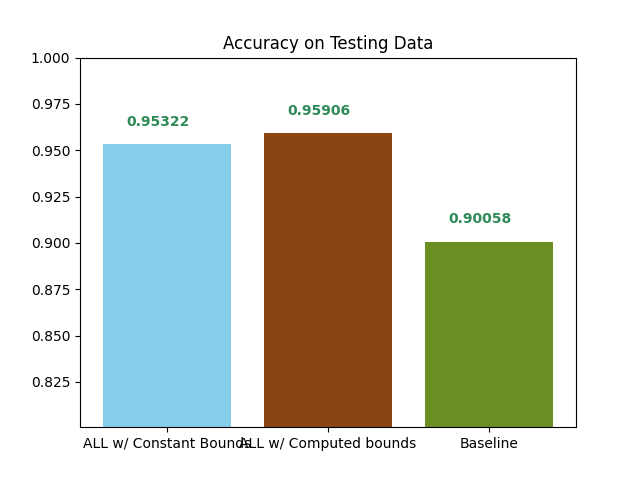 Accuracy on Testing Data
1.000
0.975
0.950
0.925
0.900
0.875
0.850
0.825
0.95322
0.95906
0.90058
ALL w/ Constant Bounds
ALL w/ Computed bounds
Baseline